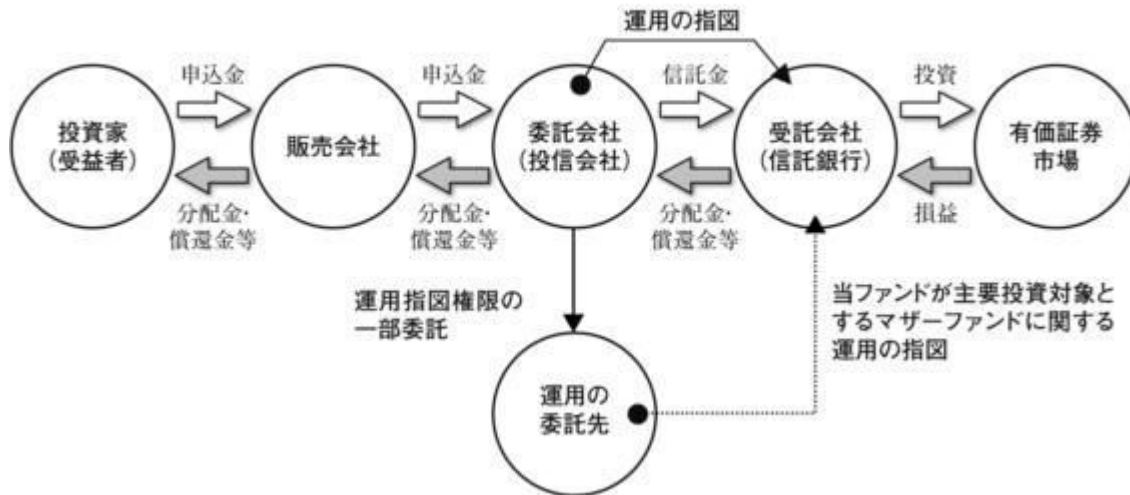 運用の指図
申込金
申込金
信託金
投資
投資家
(受益者)
販売会社
委託会社
(投信会社)
受託会社
(信託銀行)
有価証券
市場
分配金・
償還金等
分配金・
償還金等
分配金・
償還金等
損益
運用指図権限の
一部委託
当ファンドが主要投資対象と
するマザーファンドに関する
運用の指図
運用の
委託先